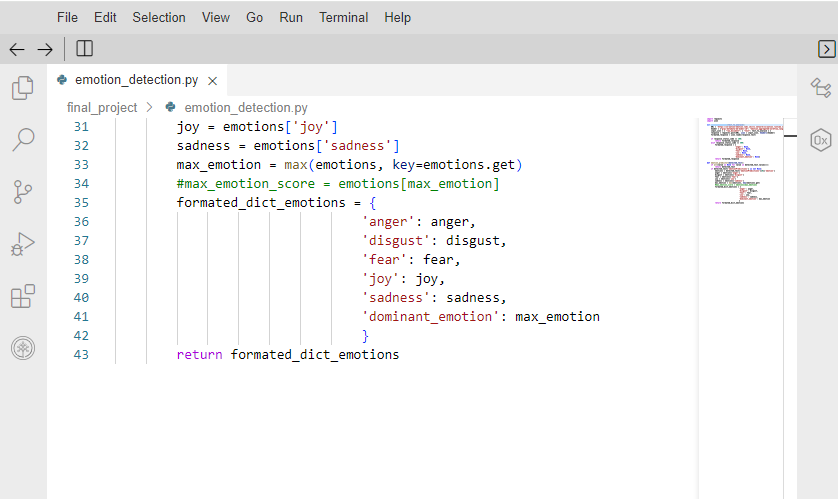 File Edit Selection View Go Run Terminal Help
emotion_detection.py
final_project > emotion_detection.py
31 joy = emotions['joy']
32 sadness = emotions['sadness']
33 max_emotion = max(emotions, key=emotions.get)
34 #max_emotion_score = emotions[max_emotion]
35 formated_dict_emotions = {
36 'anger': anger,
37 'disgust': disgust,
38 'fear': fear,
39 'joy': joy,
40 'sadness': sadness,
41 'dominant_emotion': max_emotion
42 }
43 return formated_dict_emotions
0x